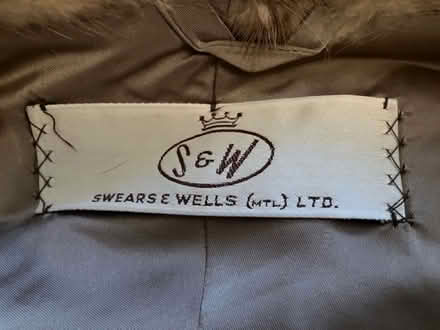 S & W
SWEARS & WELLS (MTL.) LTD.